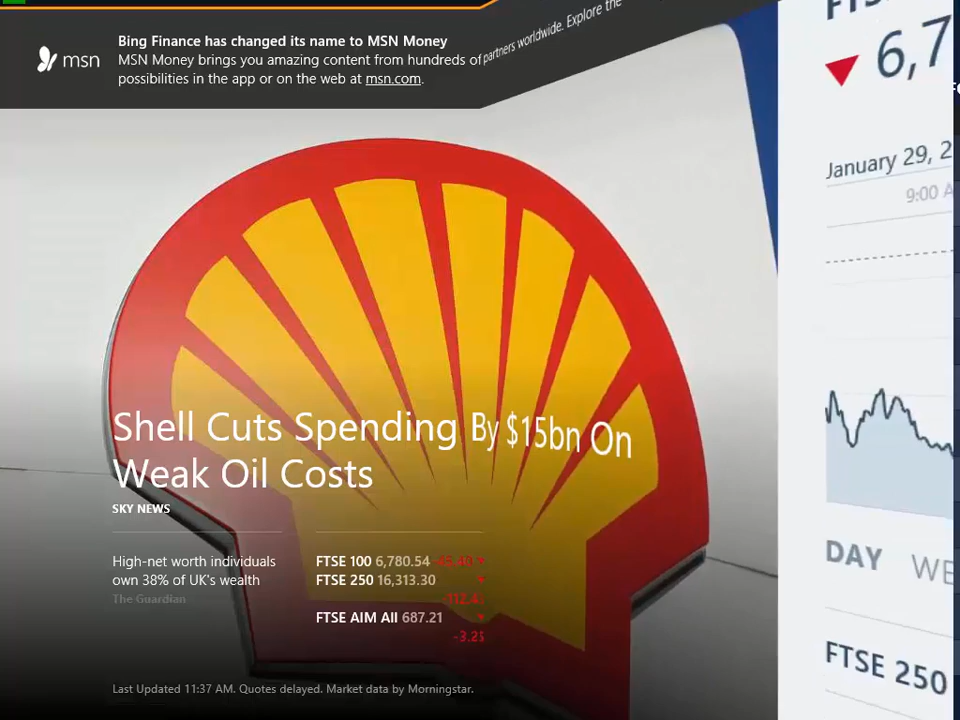 Bing Finance has changed its name to MSN Money
msn
MSN Money brings you amazing content from hundreds of partners worldwide. Explore the
possibilities in the app or on the web at msn.com.
6,7
January 29, 2
9:00 A
Shell Cuts Spending By $15bn On
Weak Oil Costs
SKY NEWS
High-net worth individuals
own 38% of UK's wealth
The Guardian
FTSE 100 6,780.54
FTSE 250 16,313.30
FTSE AIM All 687.21
-3.25
DAY WE
FTSE 250
Last Updated 11:37 AM. Quotes delayed. Market data by Morningstar.